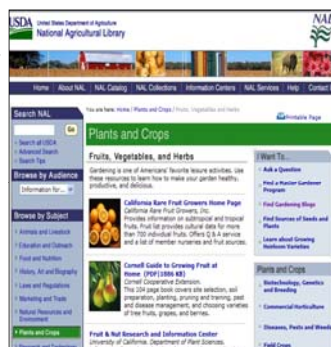 USDA United States Department of Agriculture
National Agricultural Library
NAL
Home About NAL NAL Catalog NAL Collections Information Centers NAL Services Help Contact
Search NAL
Go
Search all USDA
Advanced Search
Search Tips
Browse by Audience
Information for...
Browse by Subject
Animals and Livestock
Education and Outreach
Food and Nutrition
History, Art and Biography
Laws and Regulations
Marketing and Trade
Natural Resources and Environment
Plants and Crops
You are here: Home / Plants and Crops / Fruits, Vegetables and Herbs
Printable Page
Plants and Crops
Fruits, Vegetables, and Herbs
Gardening is one of Americans' favorite leisure activities. Use
these resources to learn how to make your garden healthy,
productive, and delicious.
California Rare Fruit Growers Home Page
California Rare Fruit Growers, Inc.
Provides information on subtropical and tropical
fruits. Fruit list provides cultural data for more
than 700 individual fruits. Offers Q & A service
and a list of member nurseries and fruit sources.
Cornell Guide to Growing Fruit at
Home (PDF|1086 KB)
Cornell Cooperative Extension.
This 104 page book covers site selection, soil
preparation, planting, pruning and training, pest
and disease management, and choosing varieties
of tree fruits, grapes, and berries.
Fruit & Nut Research and Information Center
University of California. Department of Plant Sciences.
I Want To...
Ask a Question
Find a Master Gardener
Program
Find Gardening Blogs
Find Sources of Seeds
and Plants
Learn about Growing
Heirloom Varieties
Plants and Crops
Biotechnology, Genetics
and Breeding
Commercial Horticulture
Diseases, Pests and Weeds
Field Crops